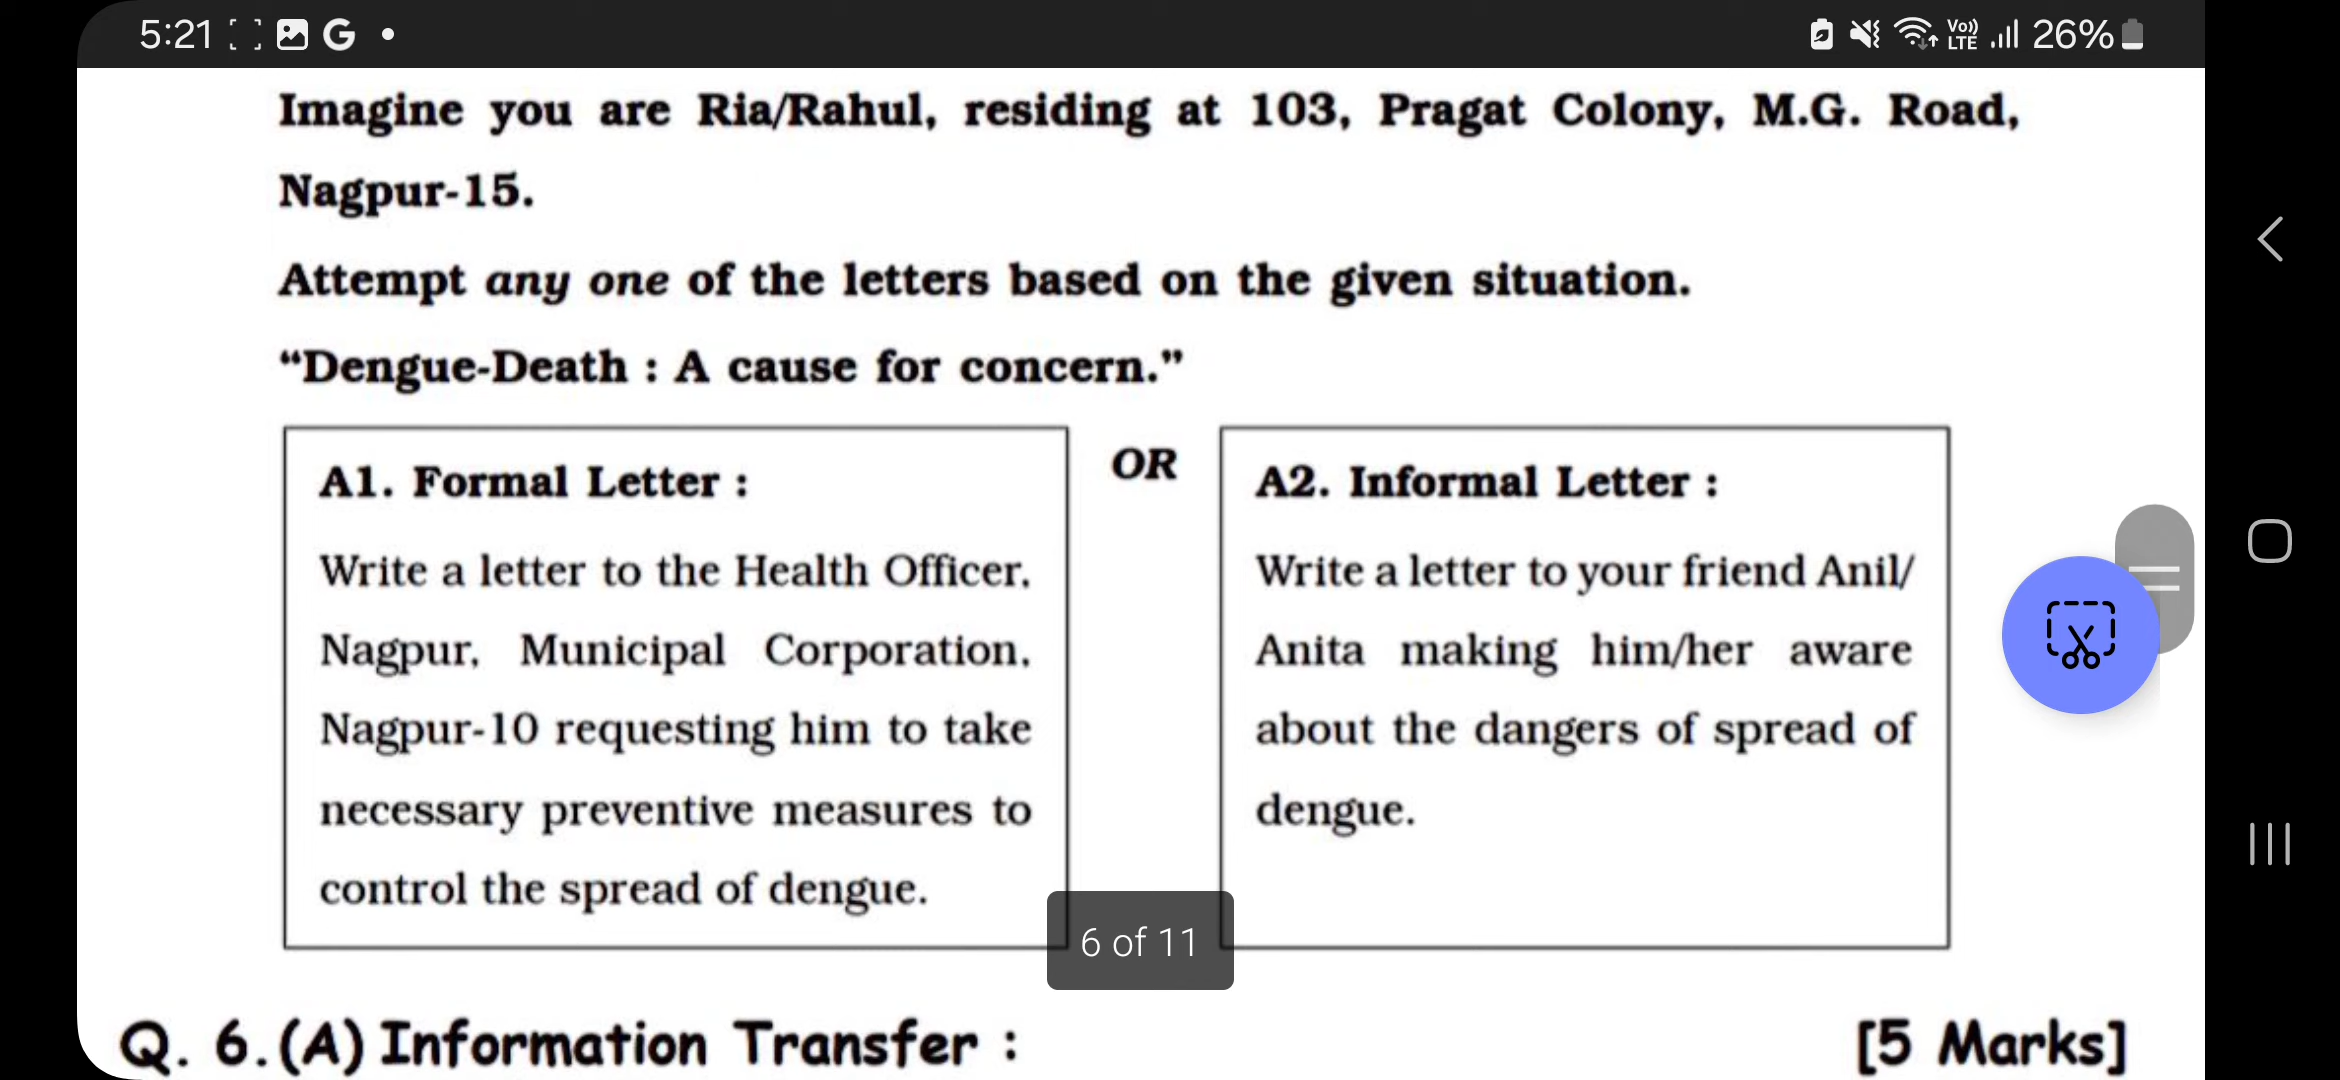 5:21
Vo))
LTE
26%
Imagine you are Ria/Rahul, residing at 103, Pragat Colony, M.G. Road,
Nagpur-15.
Attempt any one of the letters based on the given situation.
“Dengue-Death : A cause for concern.”
A1. Formal Letter :
Write a letter to the Health Officer,
Nagpur, Municipal Corporation,
Nagpur-10 requesting him to take
necessary preventive measures to
control the spread of dengue.
OR
A2. Informal Letter :
Write a letter to your friend Anil/
Anita making him/her aware
about the dangers of spread of
dengue.
6 of 11
Q. 6.(A) Information Transfer :
[5 Marks]